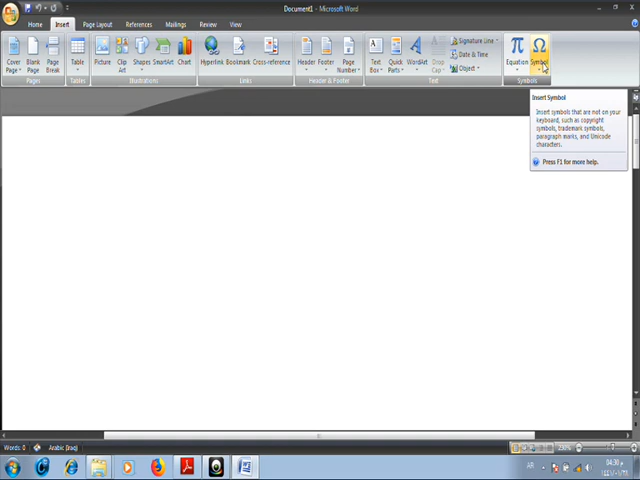 Document1 - Microsoft Word
Home Insert Page Layout References Mailings Review View
Cover Page Blank Page Page Break Table Picture Clip Art Shapes SmartArt Chart Hyperlink Bookmark Cross-reference Header Footer Page Number Text Box Quick Parts WordArt Drop Cap Equation Symbol
Signature Line
Date & Time
Object
Pages Tables Illustrations Links Header & Footer Text Symbols
Insert Symbol
Insert symbols that are not on your
keyboard, such as copyright
symbols, trademark symbols,
paragraph marks, and Unicode
characters.
Press F1 for more help.
Words: 0 Arabic (Iraq) 230%
AR 04:30 م